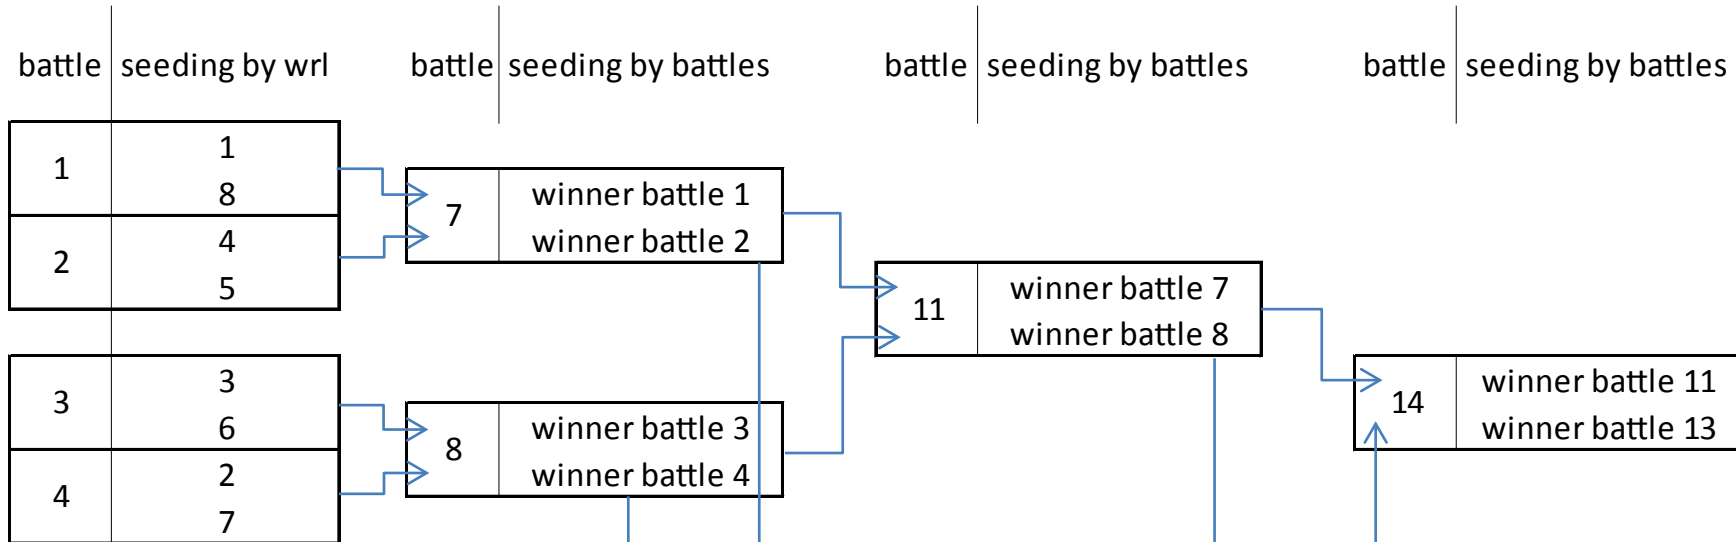 battle seeding by wrl battle seeding by battles battle seeding by battles battle seeding by battles
1
1
8
2
4
5
3
3
6
4
2
7
7
winner battle 1
winner battle 2
8
winner battle 3
winner battle 4
11
winner battle 7
winner battle 8
14
winner battle 11
winner battle 13